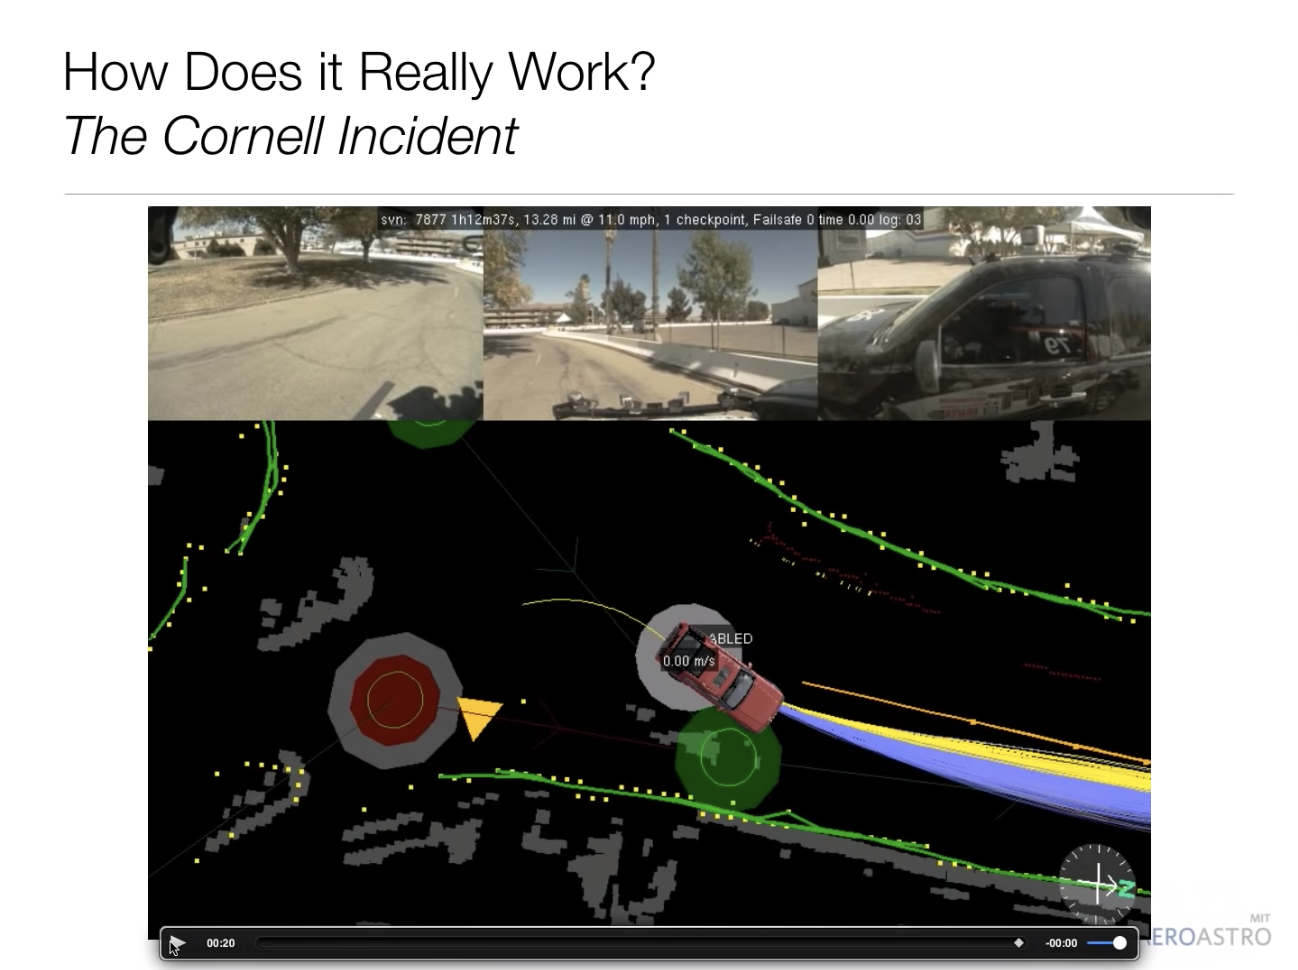 How Does it Really Work?
The Cornell Incident
svn: 7877 1h12m37s, 13.28 mi @ 11.0 mph, 1 checkpoint, Failsafe 0 time 0.00 log: 03
79
ABLED
0.00 m/s
N
00:20
-00:00
MIT
EROASTRO